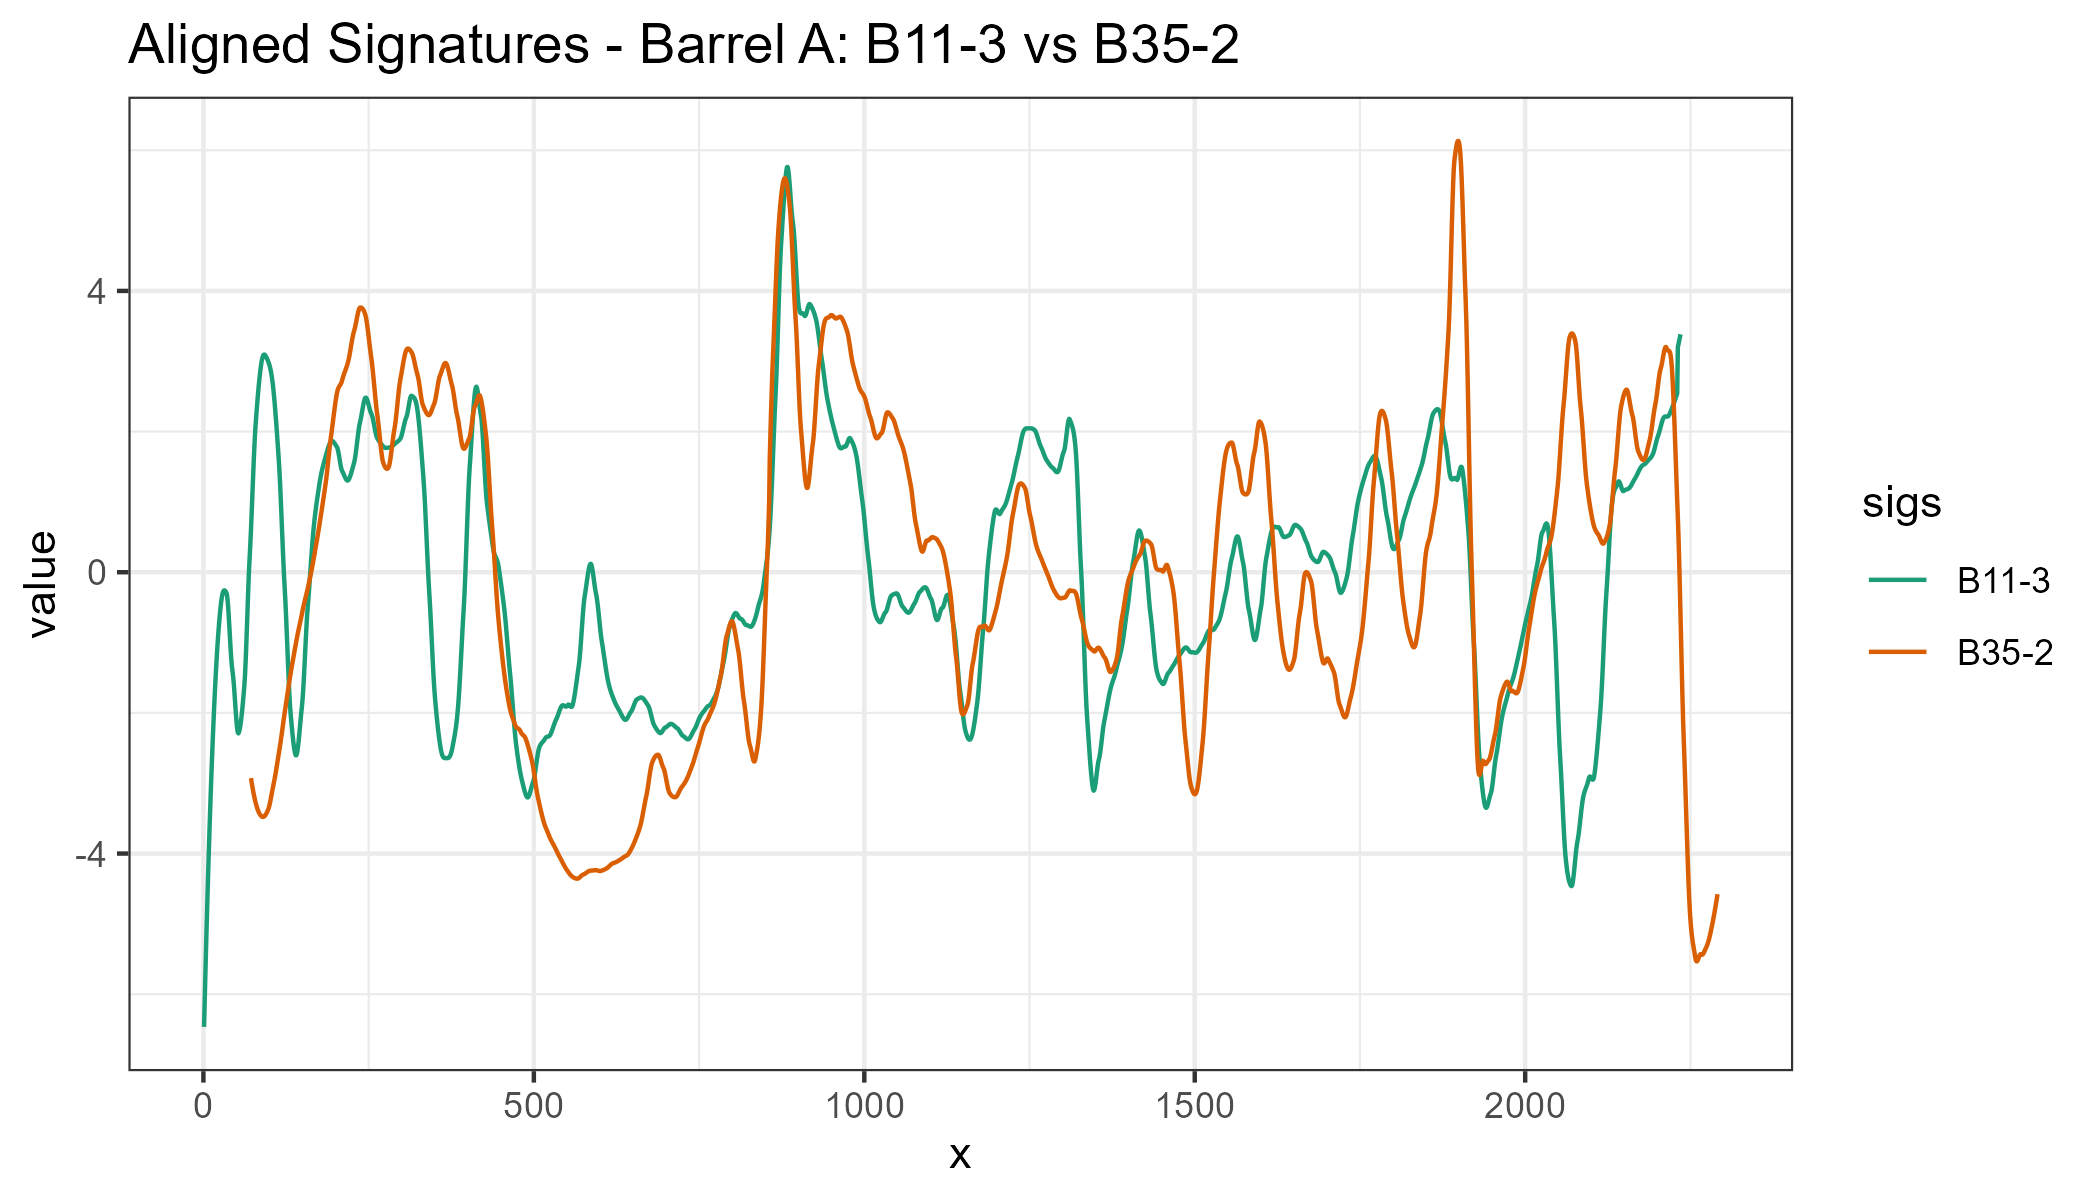 Aligned Signatures - Barrel A: B11-3 vs B35-2
value
4
0
-4
0
500
1000
1500
2000
x
sigs
B11-3
B35-2